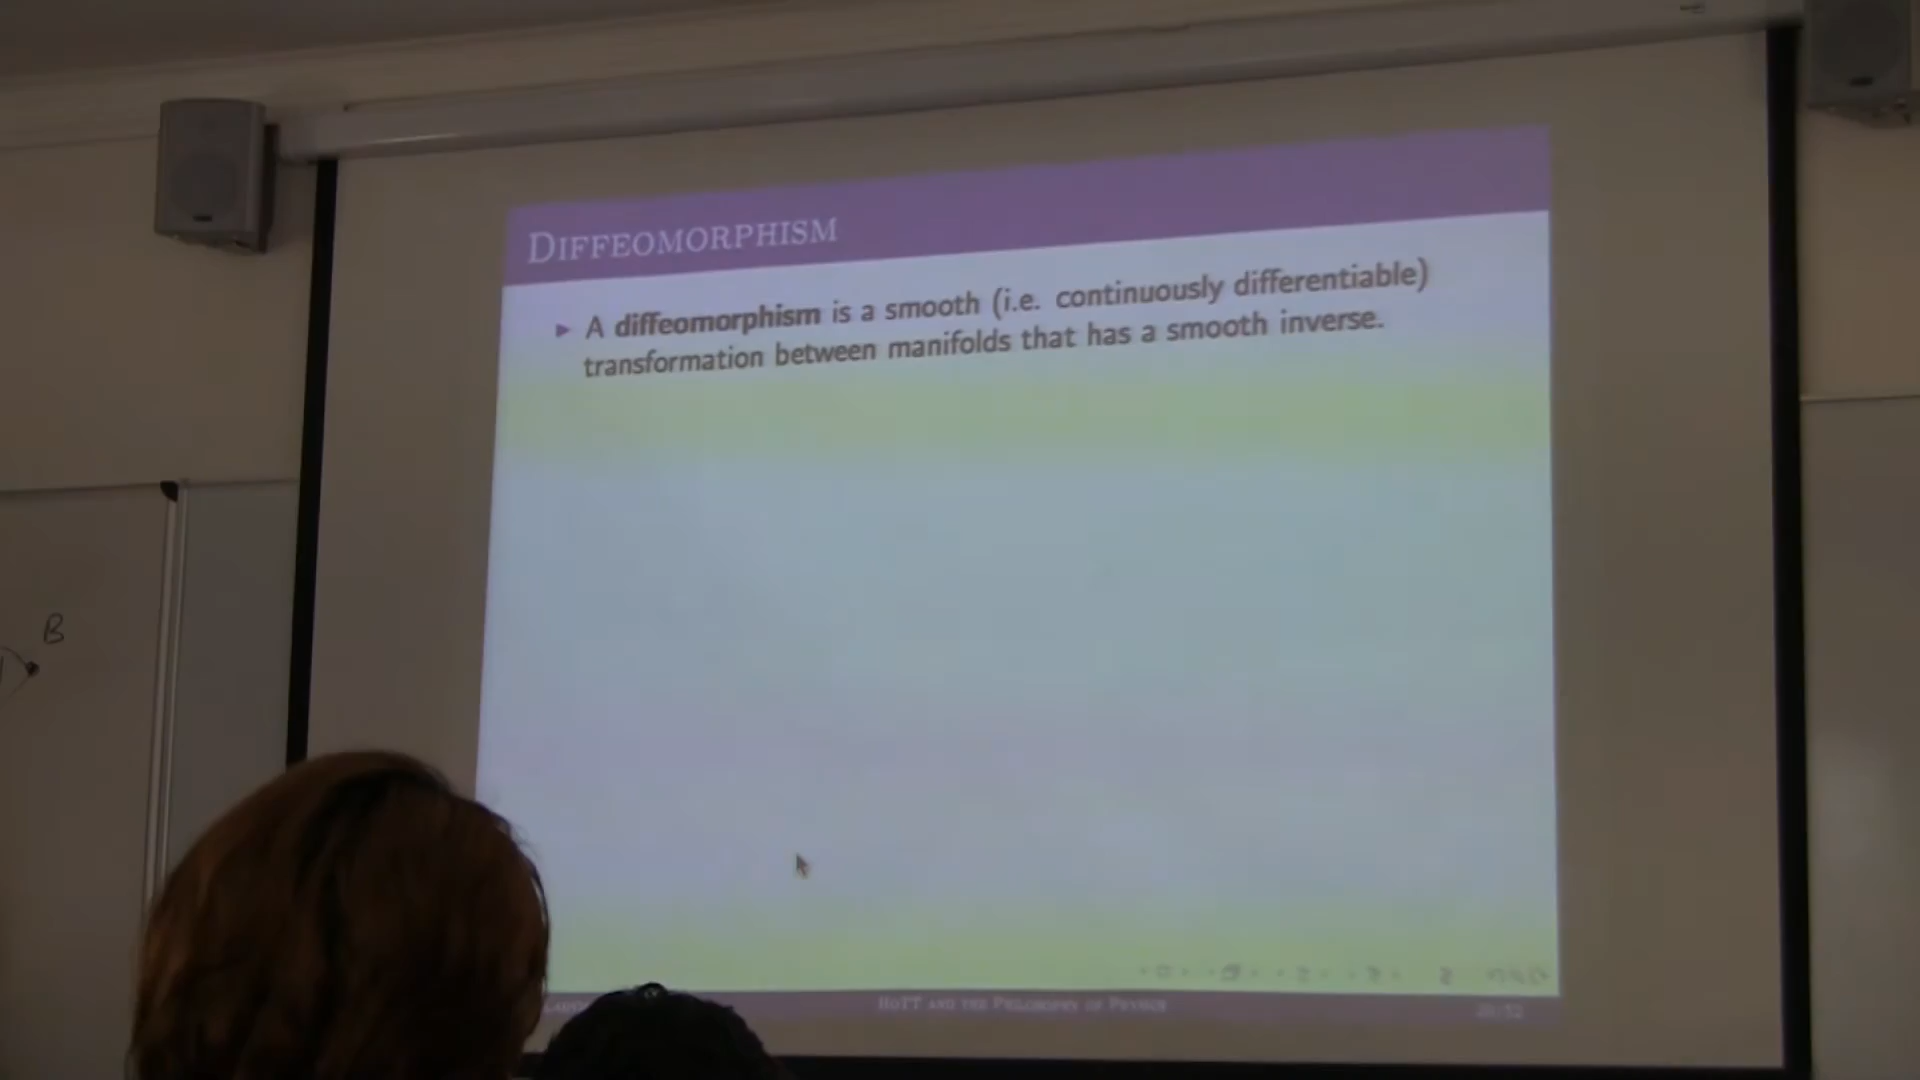 DIFFEOMORPHISM
► A diffeomorphism is a smooth (i.e. continuously differentiable)
transformation between manifolds that has a smooth inverse.
B
HOTT AND THE PHILOSOPHY OF PHYSICS